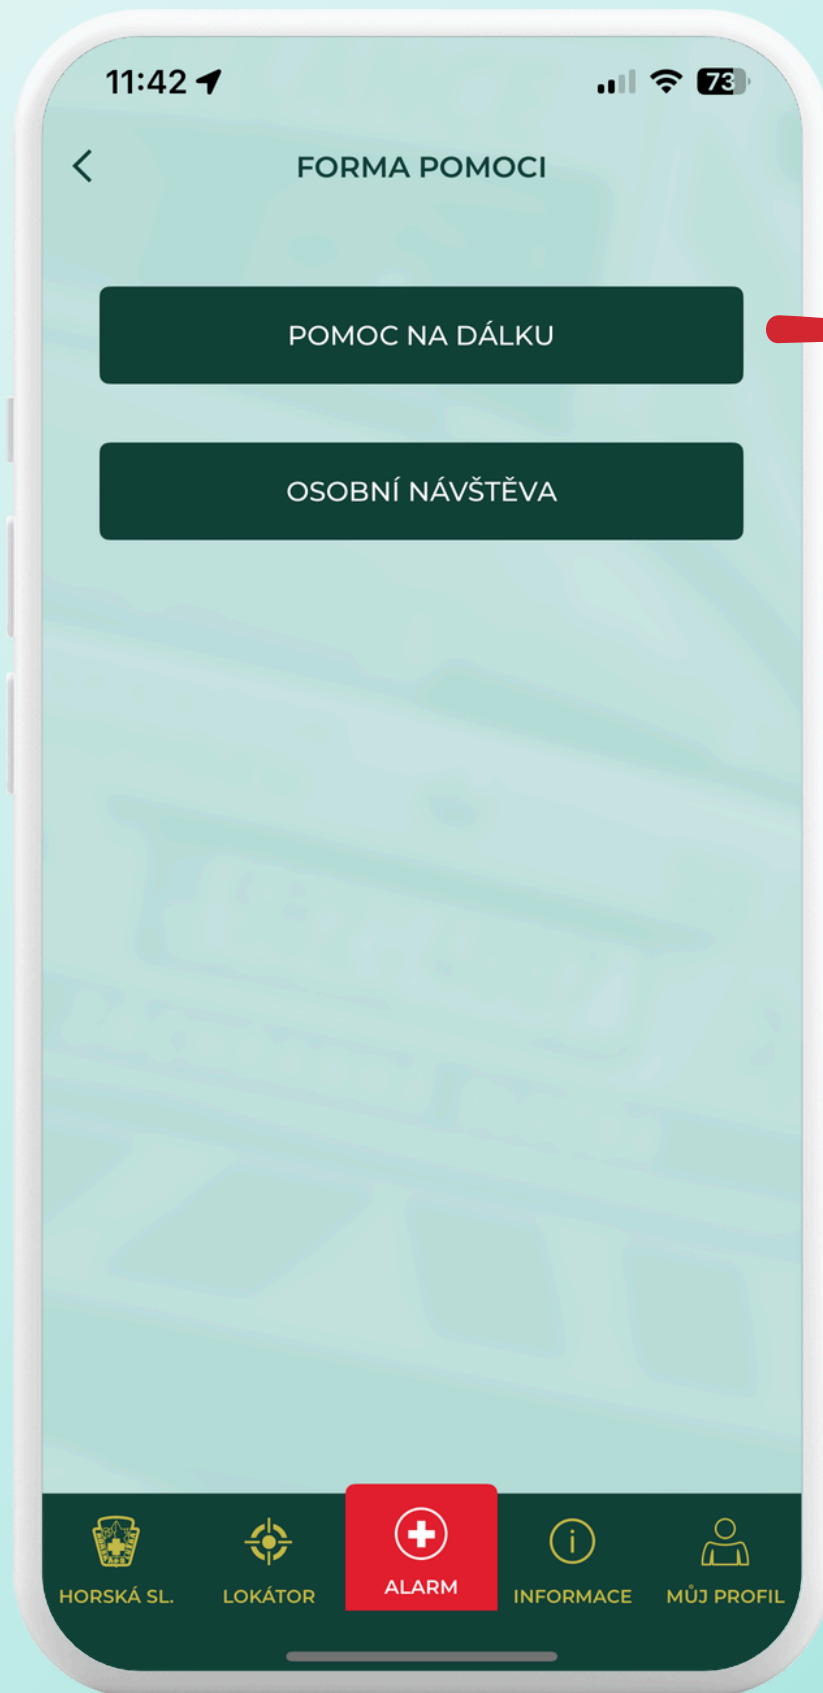 11:42
73
FORMA POMOCI
POMOC NA DÁLKU
OSOBNÍ NÁVŠTĚVA
HORSKÁ SL.
LOKÁTOR
ALARM
INFORMACE
MŮJ PROFIL